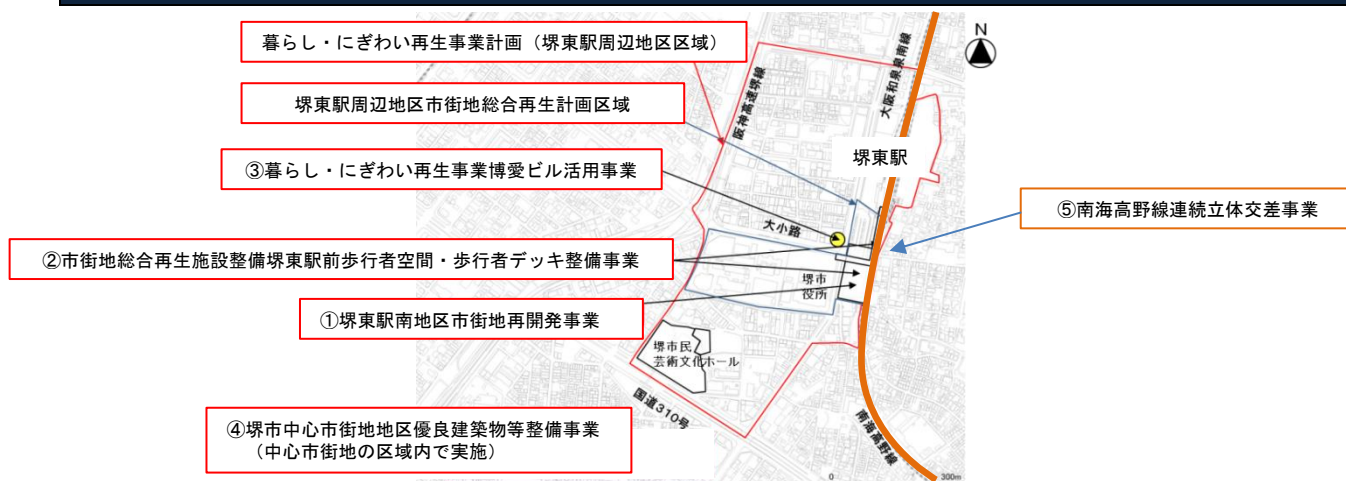 暮らし・にぎわい再生事業計画（堺東駅周辺地区区域）
堺東駅周辺地区市街地総合再生計画区域
③暮らし・にぎわい再生事業博愛ビル活用事業
②市街地総合再生施設整備堺東駅前歩行者空間・歩行者デッキ整備事業
①堺東駅南地区市街地再開発事業
④堺市中心市街地地区優良建築物等整備事業
（中心市街地の区域内で実施）
⑤南海高野線連続立体交差事業
N
阪神高速堺線
大阪和泉泉南線
堺東駅
大小路
堺市
役所
堺市民
芸術文化ホール
国道310号
南海高野線
0
300m